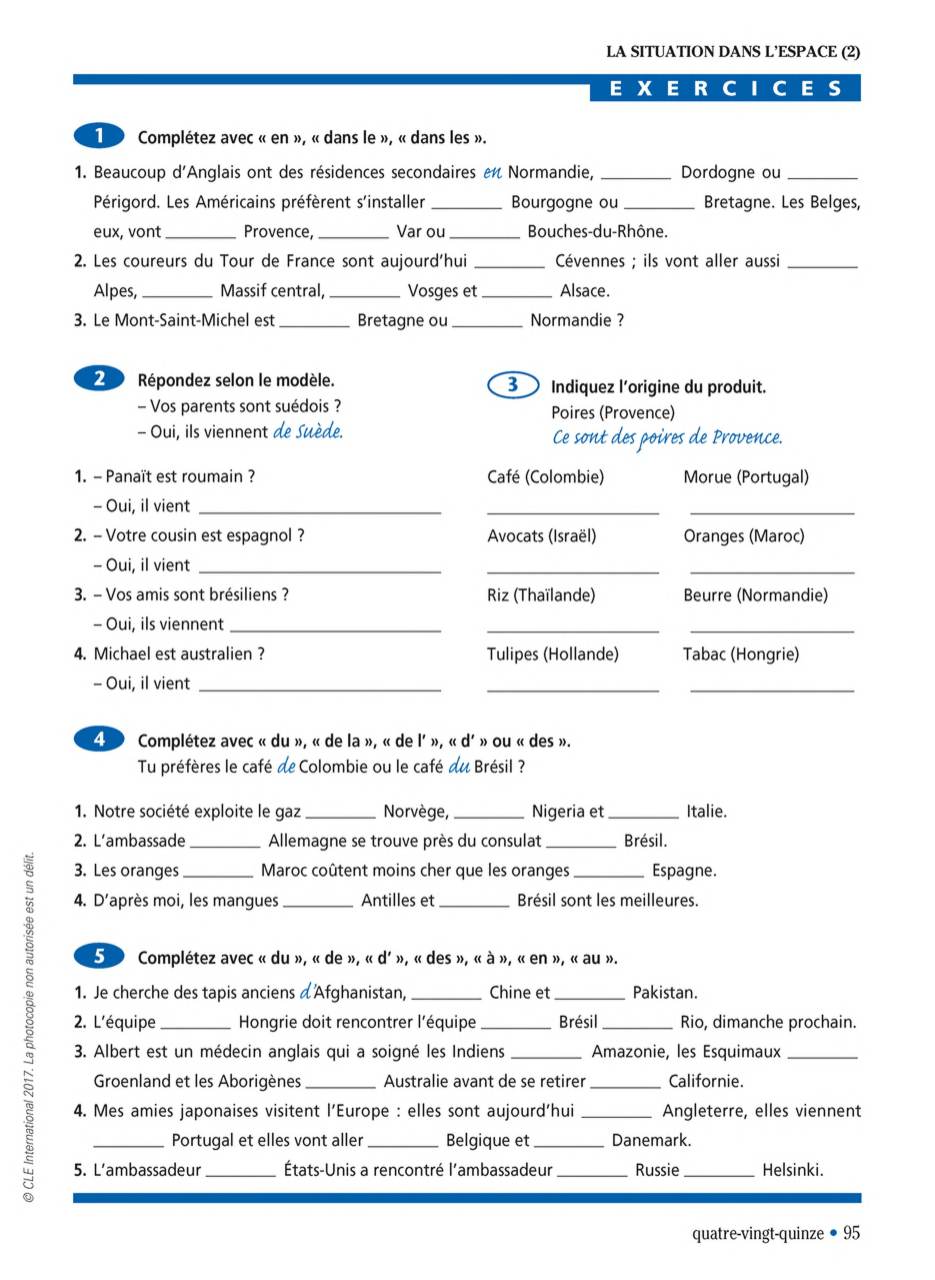 LA SITUATION DANS L'ESPACE (2)
EXERCICES
1 Complétez avec « en », « dans le », « dans les ».
1. Beaucoup d'Anglais ont des résidences secondaires en Normandie, ________ Dordogne ou ________
Périgord. Les Américains préfèrent s'installer ________ Bourgogne ou ________ Bretagne. Les Belges,
eux, vont ________ Provence, ________ Var ou ________ Bouches-du-Rhône.
2. Les coureurs du Tour de France sont aujourd'hui ________ Cévennes ; ils vont aller aussi ________
Alpes, ________ Massif central, ________ Vosges et ________ Alsace.
3. Le Mont-Saint-Michel est ________ Bretagne ou ________ Normandie ?
2 Répondez selon le modèle.
– Vos parents sont suédois ?
– Oui, ils viennent de Suède.
1. – Panaït est roumain ?
– Oui, il vient ________
2. – Votre cousin est espagnol ?
– Oui, il vient ________
3. – Vos amis sont brésiliens ?
– Oui, ils viennent ________
4. Michael est australien ?
– Oui, il vient ________
3 Indiquez l'origine du produit.
Poires (Provence)
Ce sont des poires de Provence.
Café (Colombie) Morue (Portugal)
Avocats (Israël) Oranges (Maroc)
Riz (Thaïlande) Beurre (Normandie)
Tulipes (Hollande) Tabac (Hongrie)
4 Complétez avec « du », « de la », « de l' », « d' » ou « des ».
Tu préfères le café de Colombie ou le café du Brésil ?
1. Notre société exploite le gaz ________ Norvège, ________ Nigeria et ________ Italie.
2. L'ambassade ________ Allemagne se trouve près du consulat ________ Brésil.
3. Les oranges ________ Maroc coûtent moins cher que les oranges ________ Espagne.
4. D'après moi, les mangues ________ Antilles et ________ Brésil sont les meilleures.
5 Complétez avec « du », « de », « d' », « des », « à », « en », « au ».
1. Je cherche des tapis anciens d'Afghanistan, ________ Chine et ________ Pakistan.
2. L'équipe ________ Hongrie doit rencontrer l'équipe ________ Brésil ________ Rio, dimanche prochain.
3. Albert est un médecin anglais qui a soigné les Indiens ________ Amazonie, les Esquimaux ________
Groenland et les Aborigènes ________ Australie avant de se retirer ________ Californie.
4. Mes amies japonaises visitent l'Europe : elles sont aujourd'hui ________ Angleterre, elles viennent
________ Portugal et elles vont aller ________ Belgique et ________ Danemark.
5. L'ambassadeur ________ États-Unis a rencontré l'ambassadeur ________ Russie ________ Helsinki.
© CLE International 2017. La photocopie non autorisée est un délit.
quatre-vingt-quinze • 95